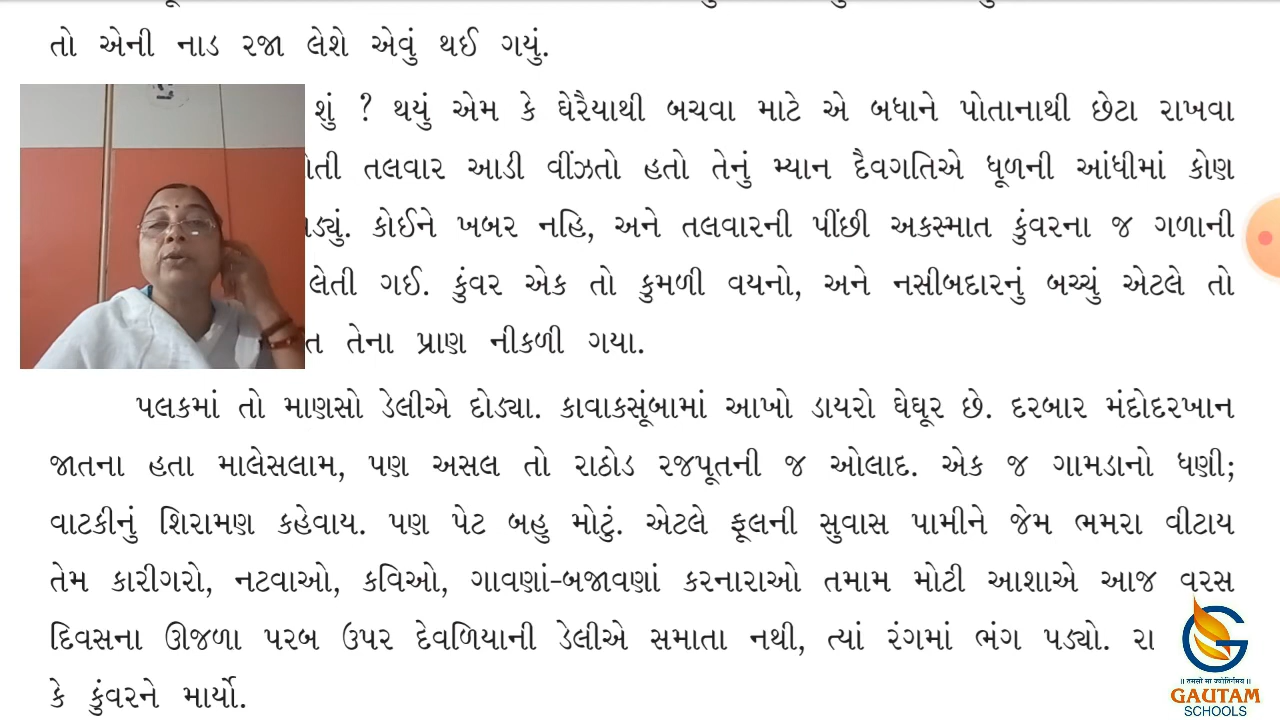 તો એની નાડ રજા લેશે એવું થઈ ગયું.
શું ? થયું એમ કે ઘેરૈયાથી બચવા માટે એ બધાને પોતાનાથી છેટા રાખવા
તલવાર આડી વીંઝતો હતો તેનું મ્યાન દૈવગતિએ ધૂળની આંધીમાં કોણ
કોઈને ખબર નહિ, અને તલવારની પીંછી અકસ્માત કુંવરના જ ગળાની
લેતી ગઈ. કુંવર એક તો કુમળી વયનો, અને નસીબદારનું બચ્ચું એટલે તો
ત તેના પ્રાણ નીકળી ગયા.
પલકમાં તો માણસો ડેલીએ દોડ્યા. કાવાકસૂંબામાં આખો ડાયરો ઘેઘૂર છે. દરબાર મંદોદરખાન
જાતના હતા માલેસલામ, પણ અસલ તો રાઠોડ રજપૂતની જ ઓલાદ. એક જ ગામડાનો ધણી;
વાટકીનું શિરામણ કહેવાય. પણ પેટ બહુ મોટું. એટલે ફૂલની સુવાસ પામીને જેમ ભમરા વીટાય
તેમ કારીગરો, નટવાઓ, કવિઓ, ગાવણાં-બજાવણાં કરનારાઓ તમામ મોટી આશાએ આજ વરસ
દિવસના ઊજળા પરબ ઉપર દેવળિયાની ડેલીએ સમાતા નથી, ત્યાં રંગમાં ભંગ પડ્યો. રા
કે કુંવરને માર્યો.
॥ તમસો મા જ્યોતિર્ગમય ॥
GAUTAM
SCHOOLS